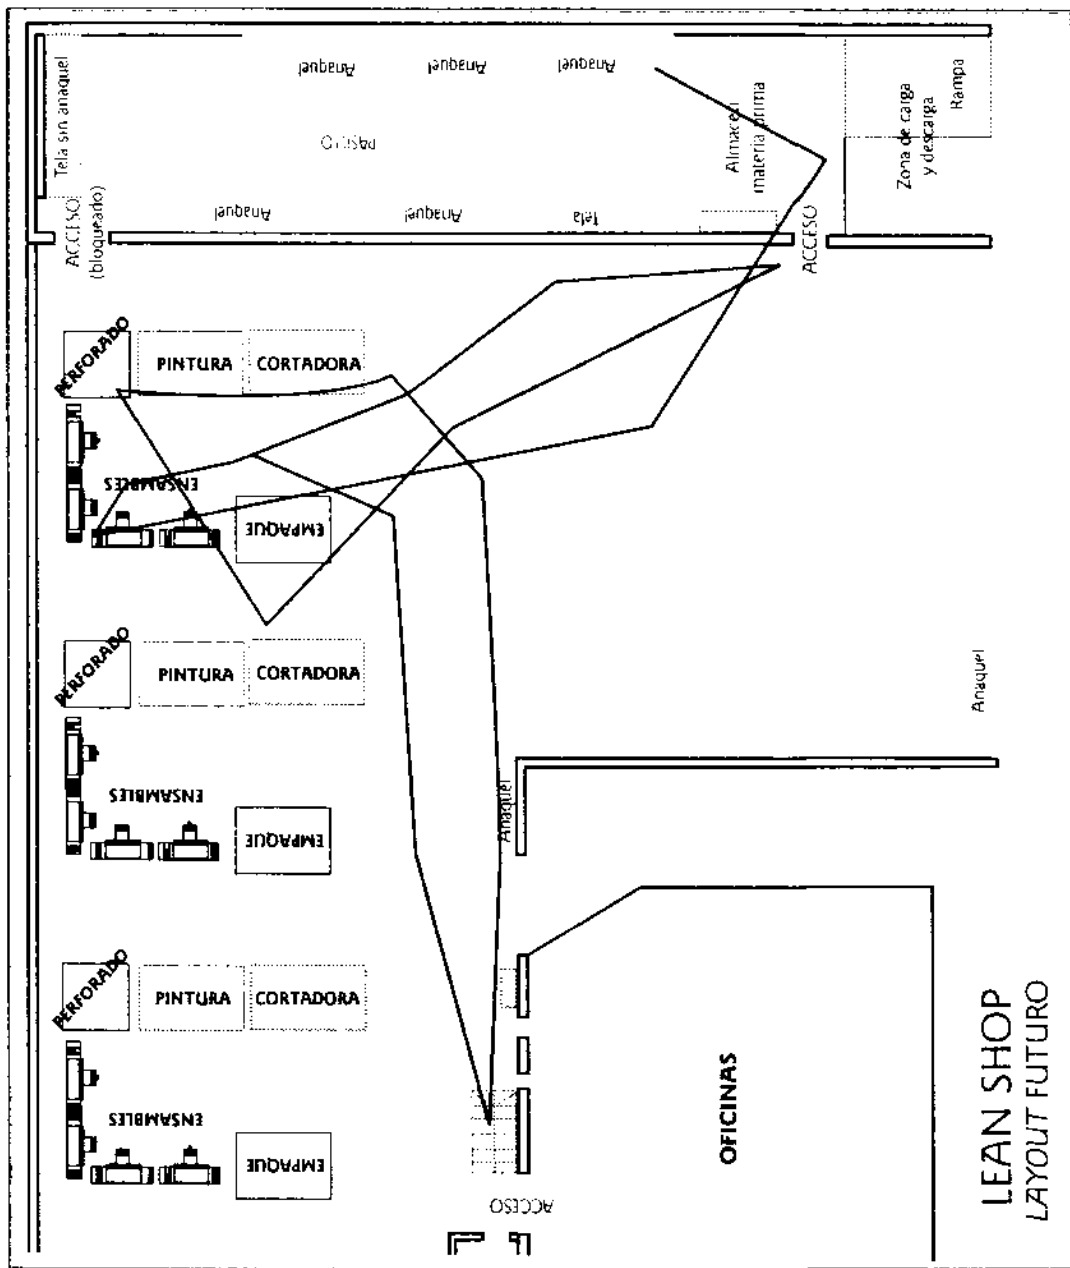 Tela sin anaquel
Anaquel
Anaquel
Anaquel
PASILLO
Almacen
materia prima
Zona de carga
y descarga
Rampa
ACCESO
(bloqueado)
Anaquel
Anaquel
Tela
ACCESO
PERFORADO
PINTURA
CORTADORA
ENSAMBLES
EMPAQUE
PERFORADO
PINTURA
CORTADORA
Anaquel
ENSAMBLES
EMPAQUE
Anaquel
PERFORADO
PINTURA
CORTADORA
ENSAMBLES
EMPAQUE
OFICINAS
ACCESO
LEAN SHOP
LAYOUT FUTURO